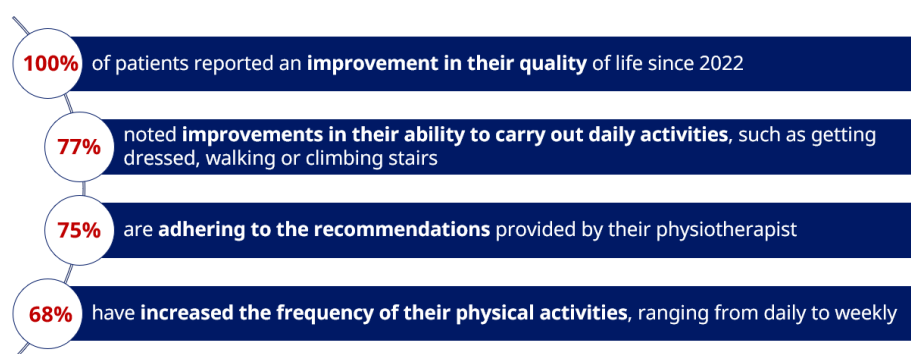 100% of patients reported an improvement in their quality of life since 2022
77% noted improvements in their ability to carry out daily activities, such as getting
dressed, walking or climbing stairs
75% are adhering to the recommendations provided by their physiotherapist
68% have increased the frequency of their physical activities, ranging from daily to weekly